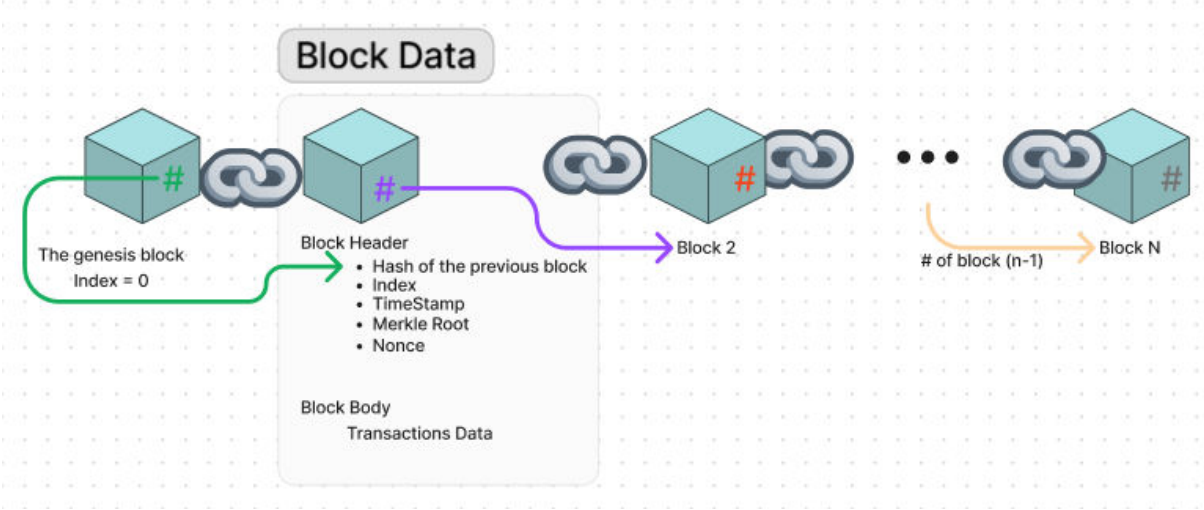 Block Data
#
#
#
#
The genesis block
Index = 0
Block Header
• Hash of the previous block
• Index
• TimeStamp
• Merkle Root
• Nonce
Block Body
Transactions Data
Block 2
# of block (n-1)
Block N